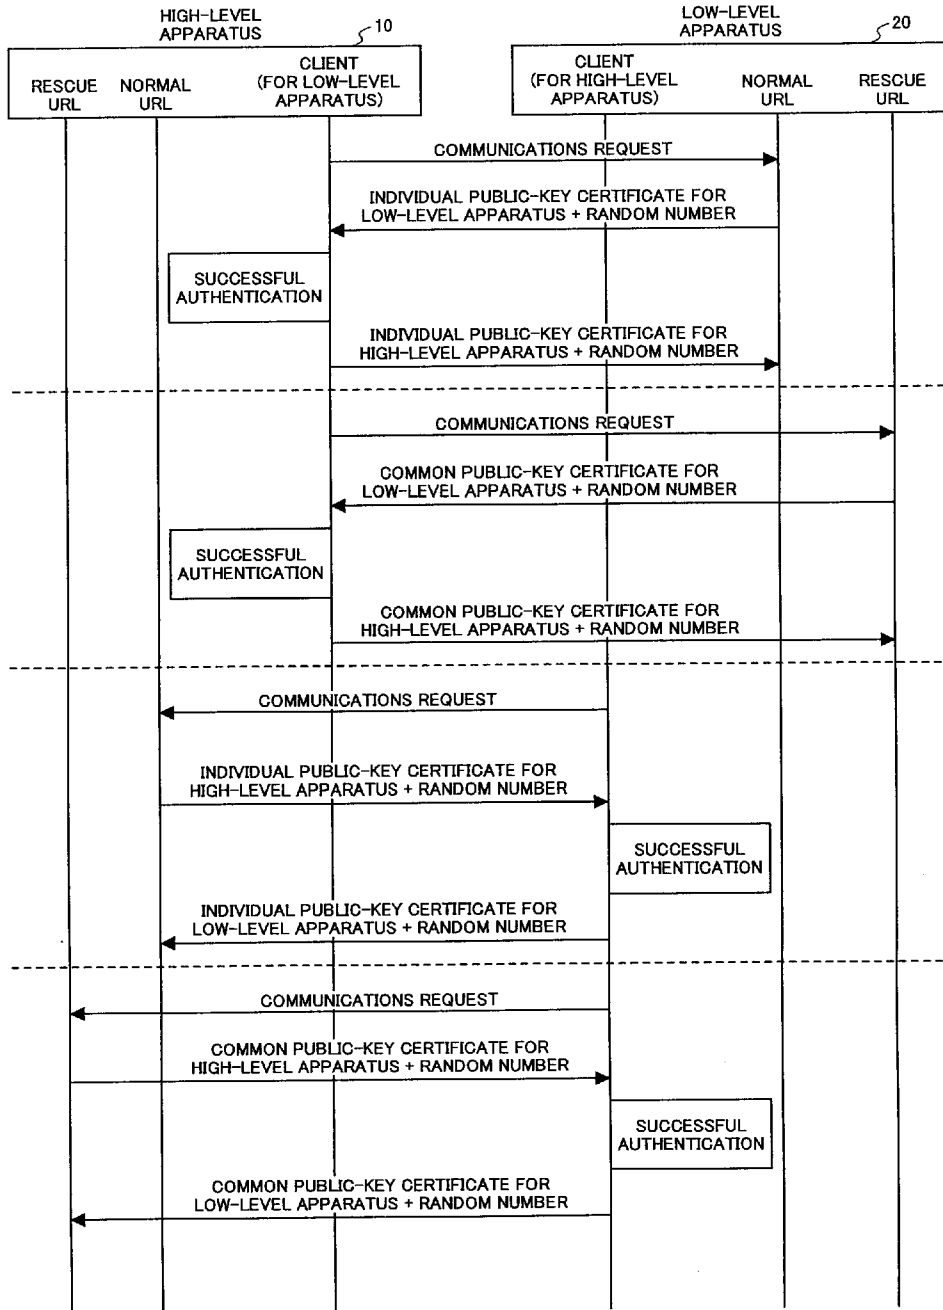 HIGH-LEVEL
APPARATUS
10
LOW-LEVEL
APPARATUS
20
RESCUE
URL
NORMAL
URL
CLIENT
(FOR LOW-LEVEL
APPARATUS)
CLIENT
(FOR HIGH-LEVEL
APPARATUS)
NORMAL
URL
RESCUE
URL
COMMUNICATIONS REQUEST
INDIVIDUAL PUBLIC-KEY CERTIFICATE FOR
LOW-LEVEL APPARATUS + RANDOM NUMBER
SUCCESSFUL
AUTHENTICATION
INDIVIDUAL PUBLIC-KEY CERTIFICATE FOR
HIGH-LEVEL APPARATUS + RANDOM NUMBER
COMMUNICATIONS REQUEST
COMMON PUBLIC-KEY CERTIFICATE FOR
LOW-LEVEL APPARATUS + RANDOM NUMBER
SUCCESSFUL
AUTHENTICATION
COMMON PUBLIC-KEY CERTIFICATE FOR
HIGH-LEVEL APPARATUS + RANDOM NUMBER
COMMUNICATIONS REQUEST
INDIVIDUAL PUBLIC-KEY CERTIFICATE FOR
HIGH-LEVEL APPARATUS + RANDOM NUMBER
SUCCESSFUL
AUTHENTICATION
INDIVIDUAL PUBLIC-KEY CERTIFICATE FOR
LOW-LEVEL APPARATUS + RANDOM NUMBER
COMMUNICATIONS REQUEST
COMMON PUBLIC-KEY CERTIFICATE FOR
HIGH-LEVEL APPARATUS + RANDOM NUMBER
SUCCESSFUL
AUTHENTICATION
COMMON PUBLIC-KEY CERTIFICATE FOR
LOW-LEVEL APPARATUS + RANDOM NUMBER